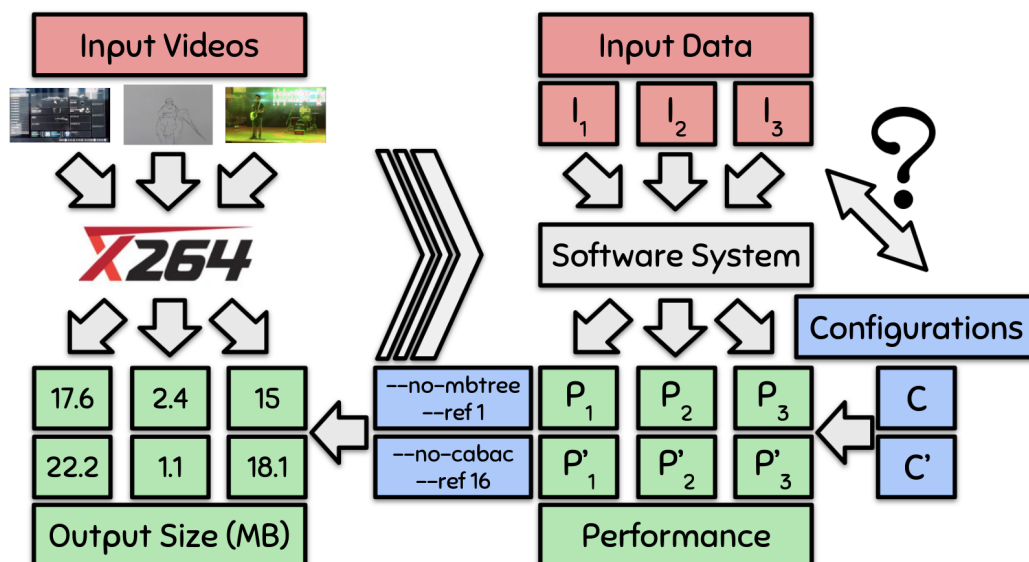 Input Videos
Input Data
I1
I2
I3
?
X264
Software System
Configurations
17.6
2.4
15
--no-mbtree
--ref 1
P1
P2
P3
C
22.2
1.1
18.1
--no-cabac
--ref 16
P'1
P'2
P'3
C'
Output Size (MB)
Performance